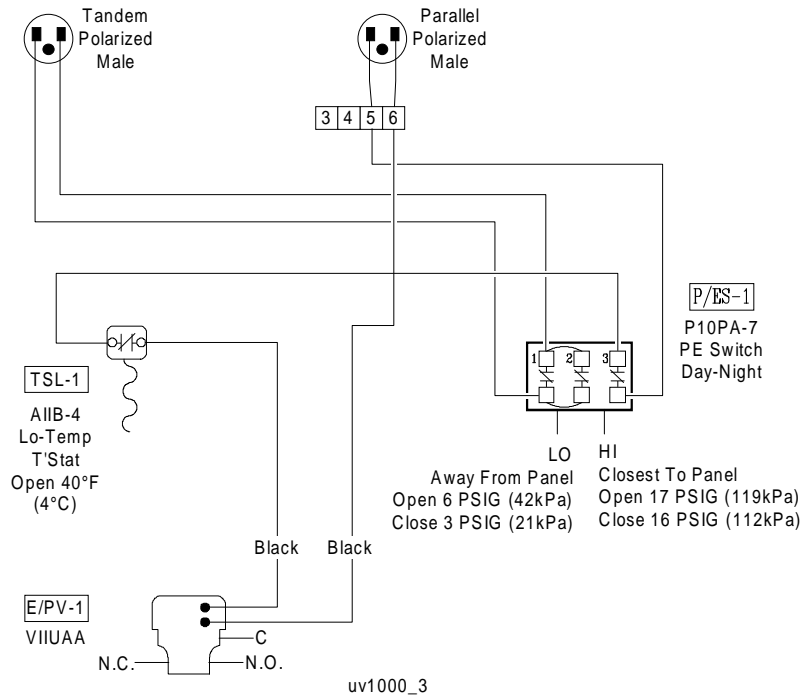 Tandem
Polarized
Male
Parallel
Polarized
Male
3 4 5 6
P/ES-1
P10PA-7
PE Switch
Day-Night
1 2 3
TSL-1
AIIB-4
Lo-Temp
T'Stat
Open 40°F
(4°C)
LO
Away From Panel
Open 6 PSIG (42kPa)
Close 3 PSIG (21kPa)
HI
Closest To Panel
Open 17 PSIG (119kPa)
Close 16 PSIG (112kPa)
Black
Black
E/PV-1
VIIUAA
C
N.C.
N.O.
uv1000_3